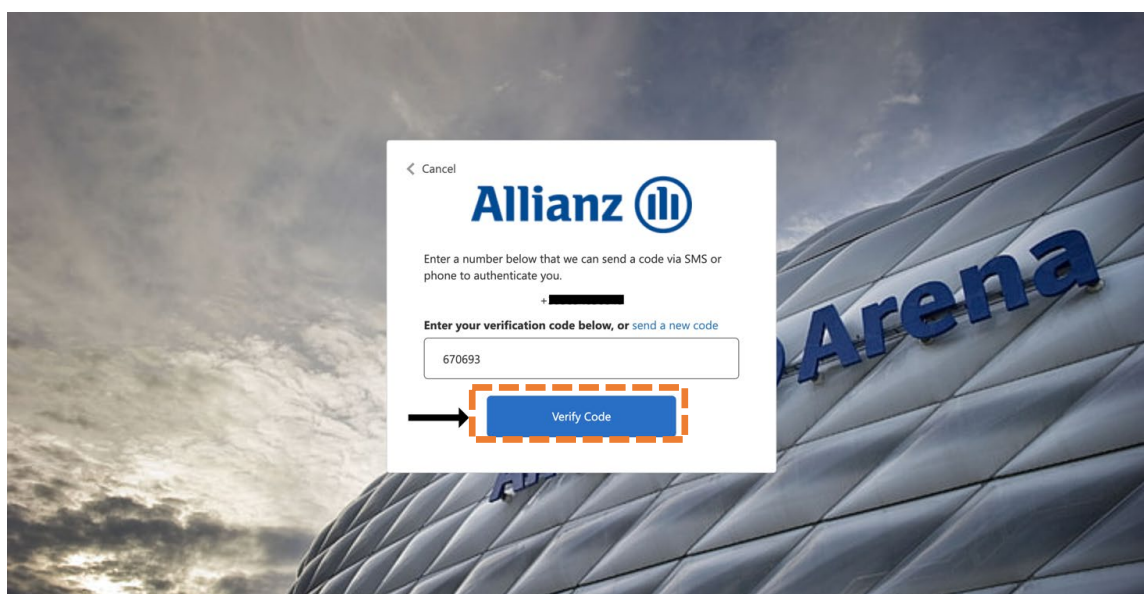 Cancel
Allianz
Enter a number below that we can send a code via SMS or
phone to authenticate you.
+
Enter your verification code below, or send a new code
670693
Verify Code
Arena